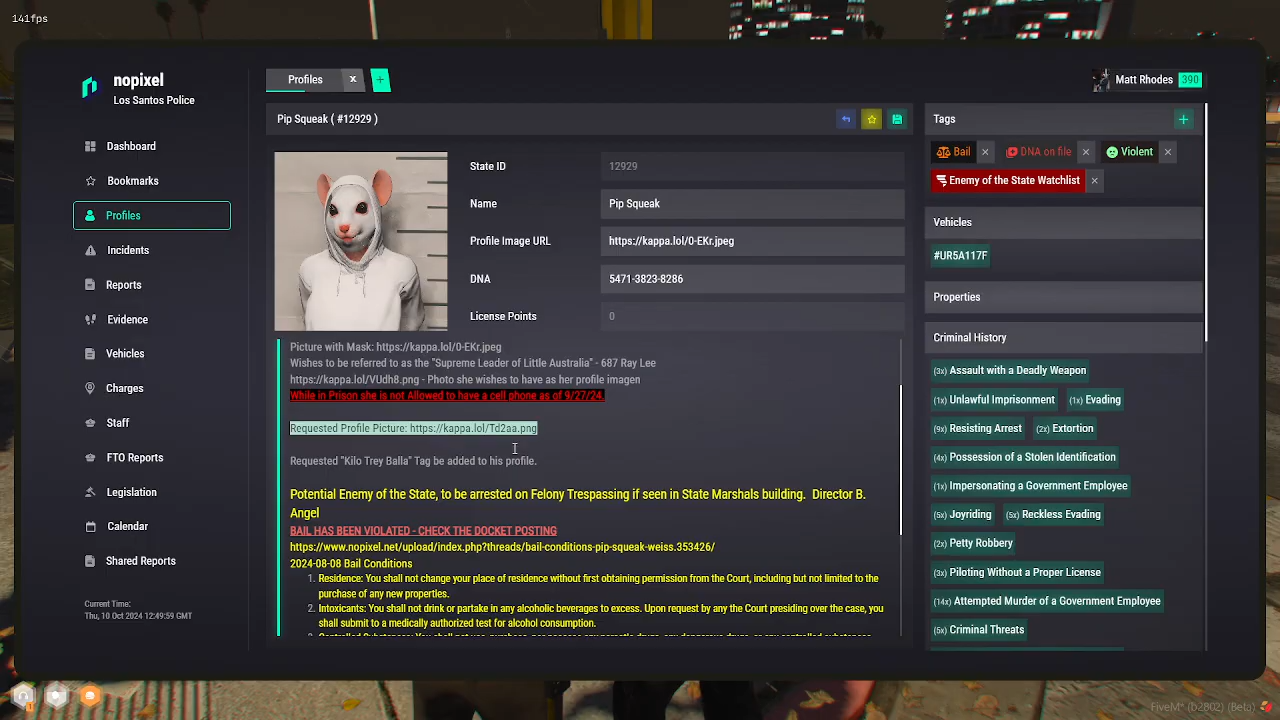 141fps
nopixel
Los Santos Police
Profiles x +
Matt Rhodes 390
Pip Squeak ( #12929 )
Tags
Dashboard
Bookmarks
Profiles
Incidents
Reports
Evidence
Vehicles
Charges
Staff
FTO Reports
Legislation
Calendar
Shared Reports
Current Time:
Thu, 10 Oct 2024 12:49:59 GMT
State ID 12929
Name Pip Squeak
Profile Image URL https://kappa.lol/0-EKr.jpeg
DNA 5471-3823-8286
License Points 0
Picture with Mask: https://kappa.lol/0-EKr.jpeg
Wishes to be referred to as the "Supreme Leader of Little Australia" - 687 Ray Lee
https://kappa.lol/VUdh8.png - Photo she wishes to have as her profile imagen
While in Prison she is not Allowed to have a cell phone as of 9/27/24.
Requested Profile Picture: https://kappa.lol/Td2aa.png
Requested "Kilo Trey Balla" Tag be added to his profile.
Potential Enemy of the State, to be arrested on Felony Trespassing if seen in State Marshals building. Director B.
Angel
BAIL HAS BEEN VIOLATED - CHECK THE DOCKET POSTING
https://www.nopixel.net/upload/index.php?threads/bail-conditions-pip-squeak-weiss.353426/
2024-08-08 Bail Conditions
1. Residence: You shall not change your place of residence without first obtaining permission from the Court, including but not limited to the
purchase of any new properties.
2. Intoxicants: You shall not drink or partake in any alcoholic beverages to excess. Upon request by any the Court presiding over the case, you
shall submit to a medically authorized test for alcohol consumption.
Bail x DNA on file x Violent x
Enemy of the State Watchlist x
Vehicles
#UR5A117F
Properties
Criminal History
(3x) Assault with a Deadly Weapon
(1x) Unlawful Imprisonment (1x) Evading
(9x) Resisting Arrest (2x) Extortion
(4x) Possession of a Stolen Identification
(1x) Impersonating a Government Employee
(5x) Joyriding (5x) Reckless Evading
(2x) Petty Robbery
(3x) Piloting Without a Proper License
(14x) Attempted Murder of a Government Employee
(5x) Criminal Threats
FiveM* (b2802) (Beta)